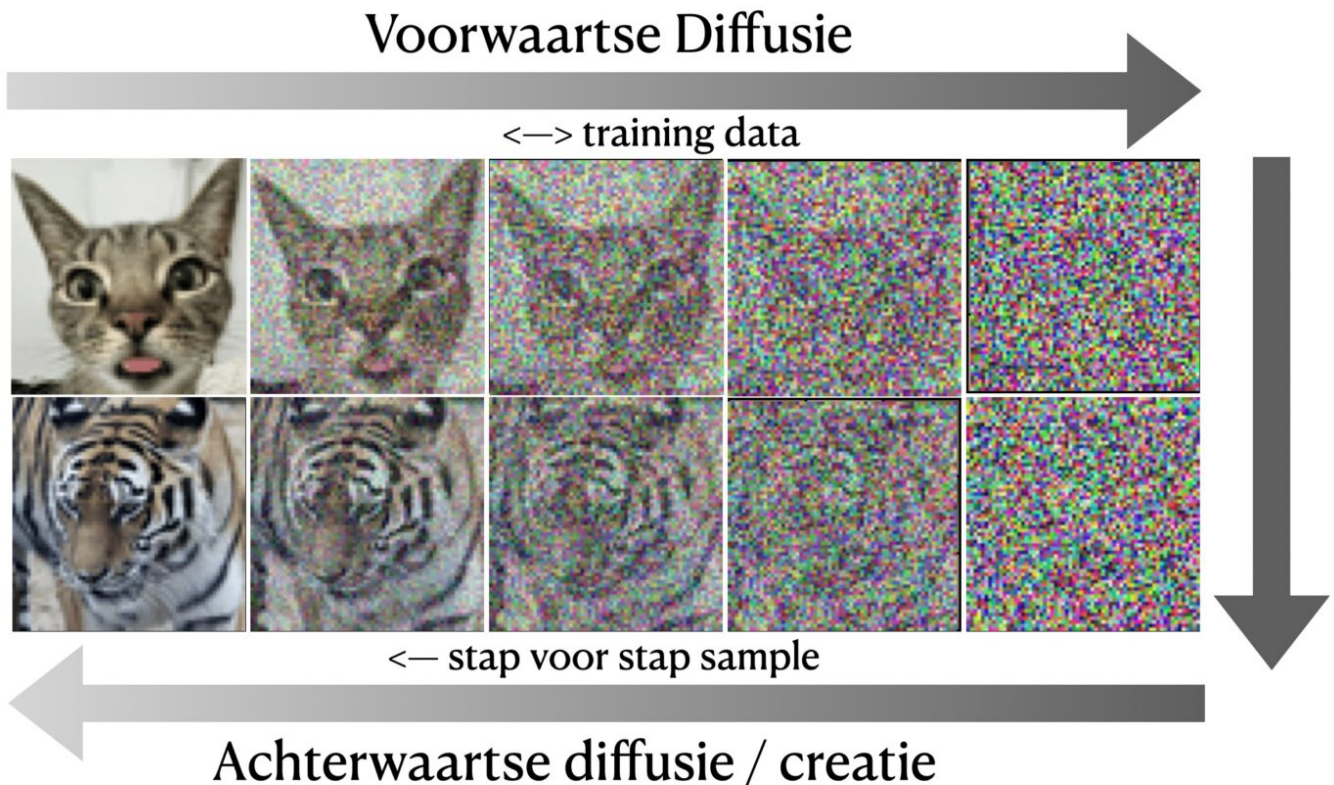 Voorwaartse Diffusie
<—> training data
<— stap voor stap sample
Achterwaartse diffusie / creatie